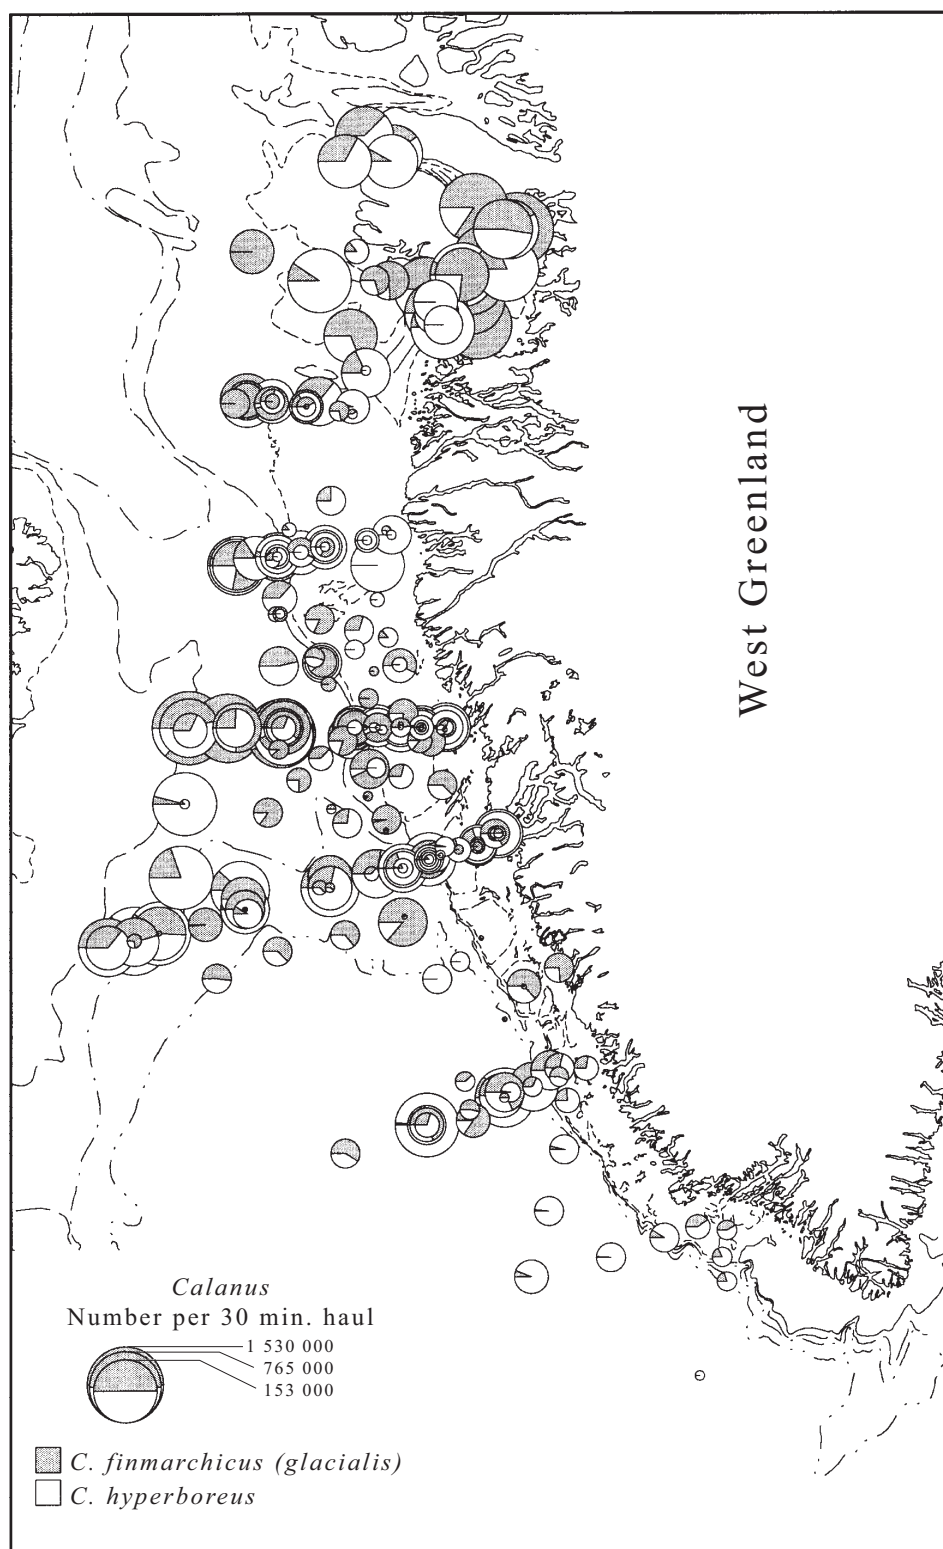 West Greenland
Calanus
Number per 30 min. haul
1 530 000
765 000
153 000
C. finmarchicus (glacialis)
C. hyperboreus